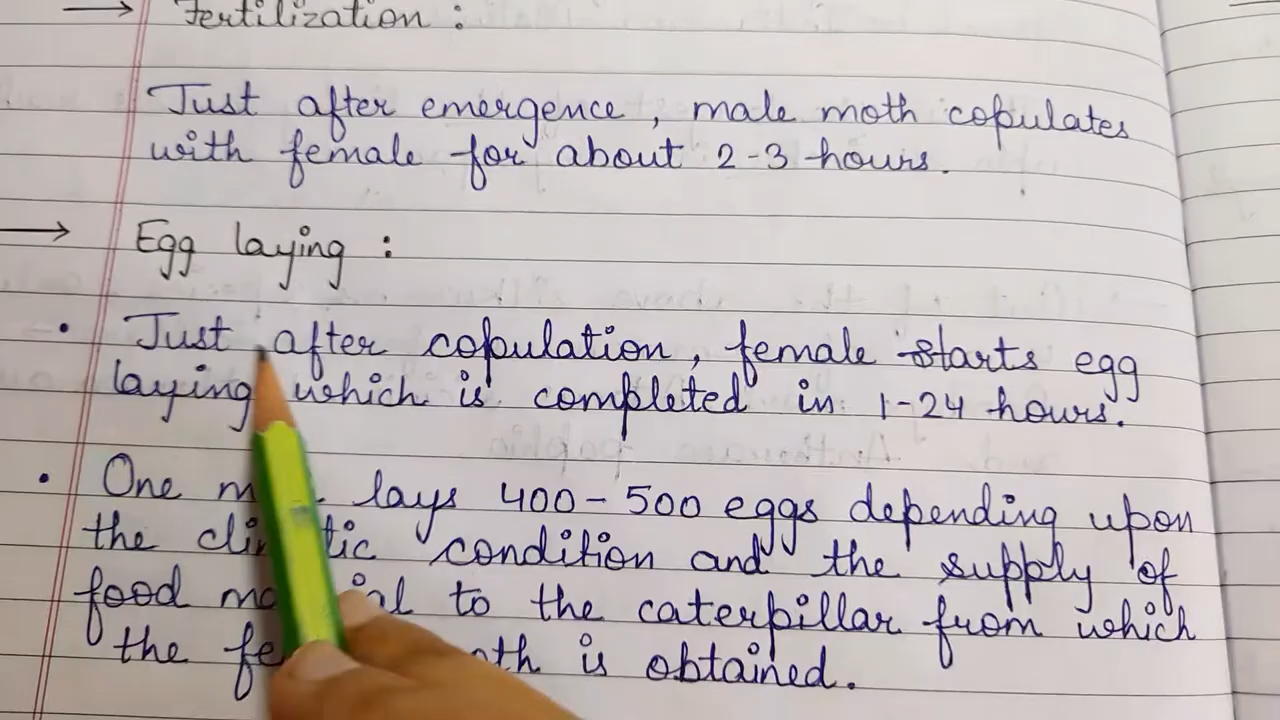 → Fertilization :
Just after emergence, male moth copulates
with female for about 2-3 hours.
→ Egg laying :
• Just after copulation, female starts egg
laying which is completed in 1-24 hours.
• One lays 400-500 eggs depending upon
the condition and the supply of
food to the caterpillar from which
the is obtained.